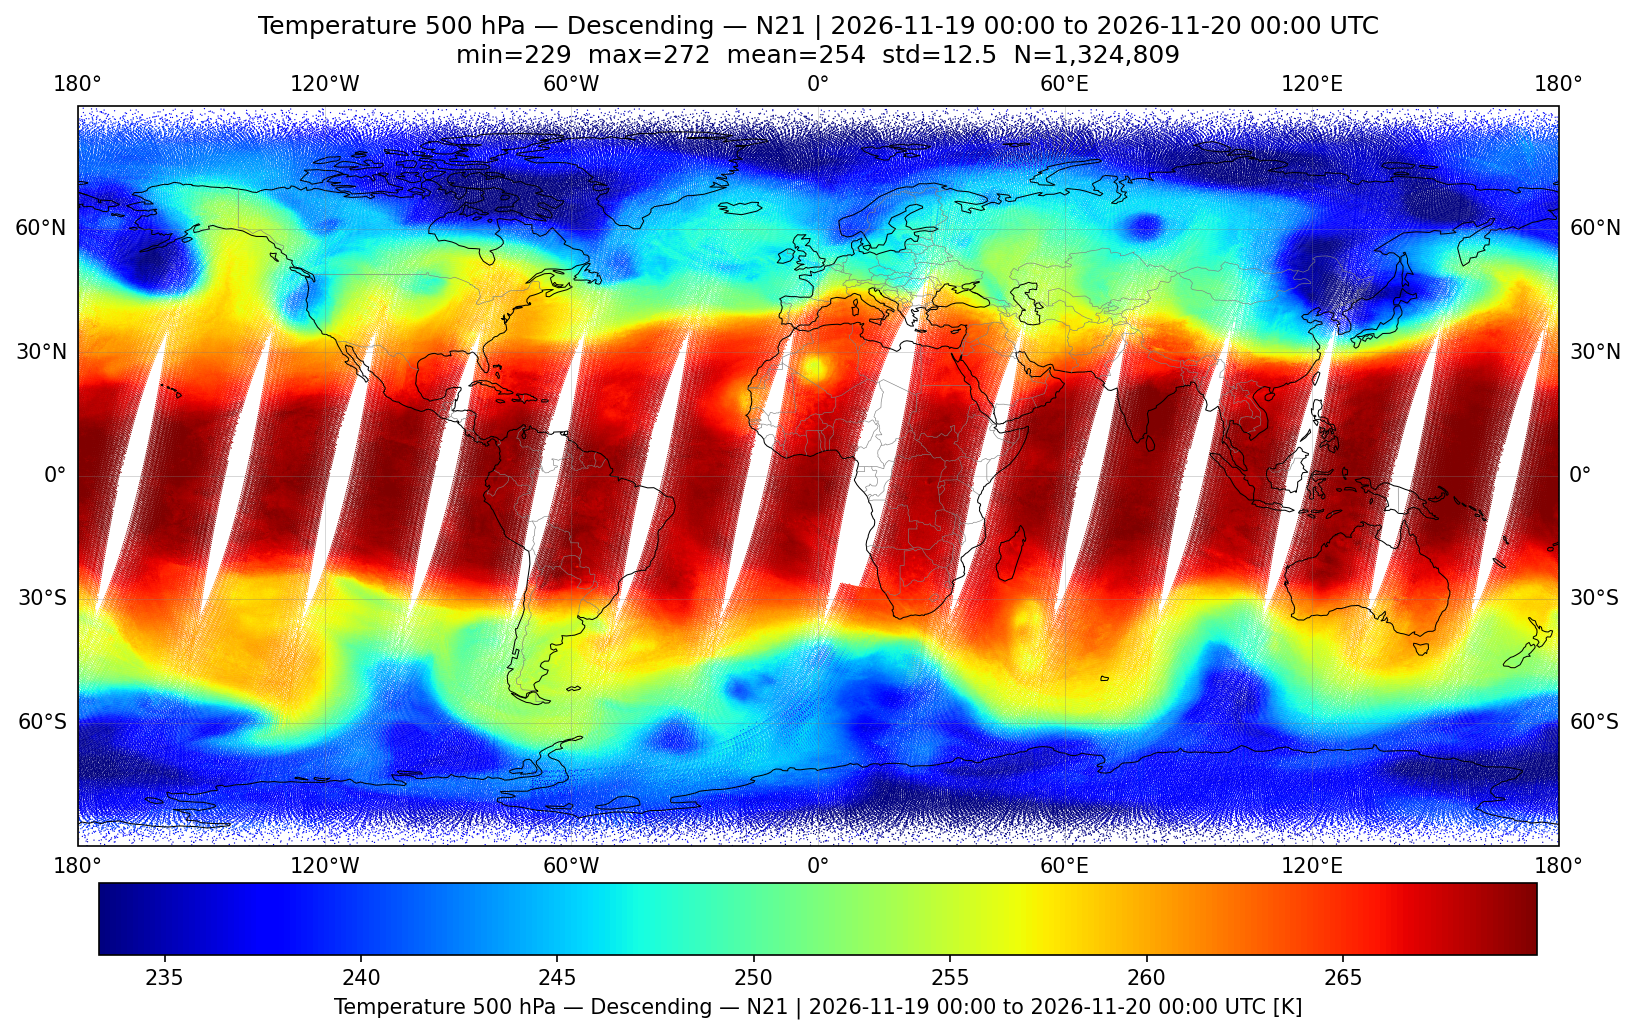 Temperature 500 hPa — Descending — N21 | 2026-11-19 00:00 to 2026-11-20 00:00 UTC
min=229  max=272  mean=254  std=12.5  N=1,324,809
180° 120°W 60°W 0° 60°E 120°E 180°
60°N 60°N
30°N 30°N
0° 0°
30°S 30°S
60°S 60°S
180° 120°W 60°W 0° 60°E 120°E 180°
235 240 245 250 255 260 265
Temperature 500 hPa — Descending — N21 | 2026-11-19 00:00 to 2026-11-20 00:00 UTC [K]